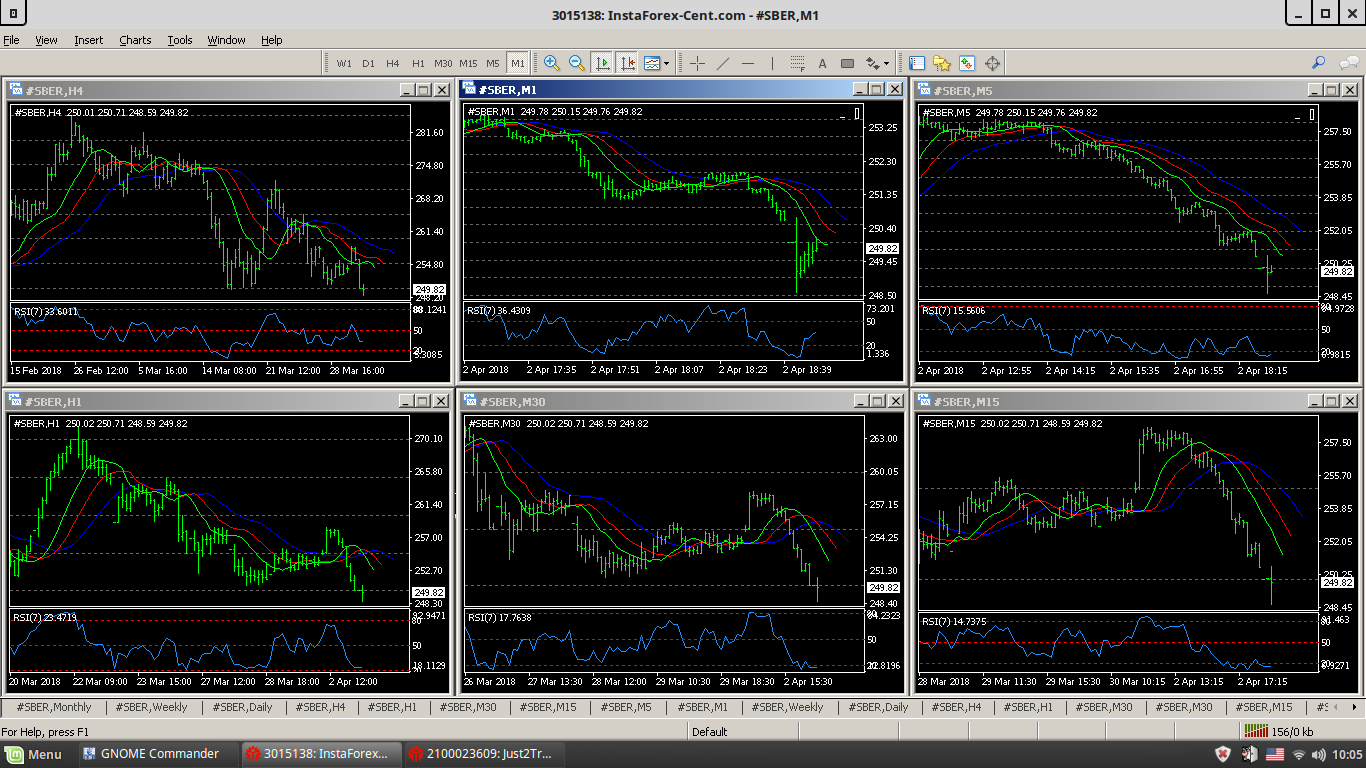 3015138: InstaForex-Cent.com - #SBER,M1
File View Insert Charts Tools Window Help
W1 D1 H4 H1 M30 M15 M5 M1
#SBER,H4
#SBER,H4 250.01 250.71 248.59 249.82
281.60
274.80
268.20
261.40
254.80
249.82
248.20
RSI(7) 33.6011
50
15 Feb 2018 26 Feb 12:00 5 Mar 16:00 14 Mar 08:00 21 Mar 12:00 28 Mar 16:00
#SBER,M1
#SBER,M1 249.78 250.15 249.76 249.82
253.25
252.30
251.35
250.40
249.82
249.45
248.50
RSI(7) 36.4309
73.201
50
20
1.336
2 Apr 2018 2 Apr 17:35 2 Apr 17:51 2 Apr 18:07 2 Apr 18:23 2 Apr 18:39
#SBER,M5
#SBER,M5 249.78 250.15 249.76 249.82
257.50
255.70
253.85
252.05
250.25
249.82
248.45
RSI(7) 15.5606
50
2 Apr 2018 2 Apr 12:55 2 Apr 14:15 2 Apr 15:35 2 Apr 16:55 2 Apr 18:15
#SBER,H1
#SBER,H1 250.02 250.71 248.59 249.82
270.10
265.80
261.40
257.00
252.70
249.82
248.30
RSI(7) 23.4719
50
20 Mar 2018 22 Mar 09:00 23 Mar 15:00 27 Mar 12:00 28 Mar 18:00 2 Apr 12:00
#SBER,M30
#SBER,M30 250.02 250.71 248.59 249.82
263.00
260.05
257.15
254.25
251.30
249.82
248.40
RSI(7) 17.7638
50
26 Mar 2018 27 Mar 13:30 28 Mar 12:00 29 Mar 10:30 29 Mar 18:30 2 Apr 15:30
#SBER,M15
#SBER,M15 250.02 250.71 248.59 249.82
257.50
255.70
253.85
252.05
250.25
249.82
248.45
RSI(7) 14.7375
50
28 Mar 2018 29 Mar 11:30 29 Mar 15:30 30 Mar 10:15 2 Apr 13:15 2 Apr 17:15
#SBER,Monthly #SBER,Weekly #SBER,Daily #SBER,H4 #SBER,H1 #SBER,M30 #SBER,M15 #SBER,M5 #SBER,M1 #SBER,Weekly #SBER,Daily #SBER,H4 #SBER,H1 #SBER,M30 #SBER,M30 #SBER,M15
For Help, press F1 Default 156/0 kb
Menu GNOME Commander 3015138: InstaForex... 2100023609: Just2Tr... 10:05